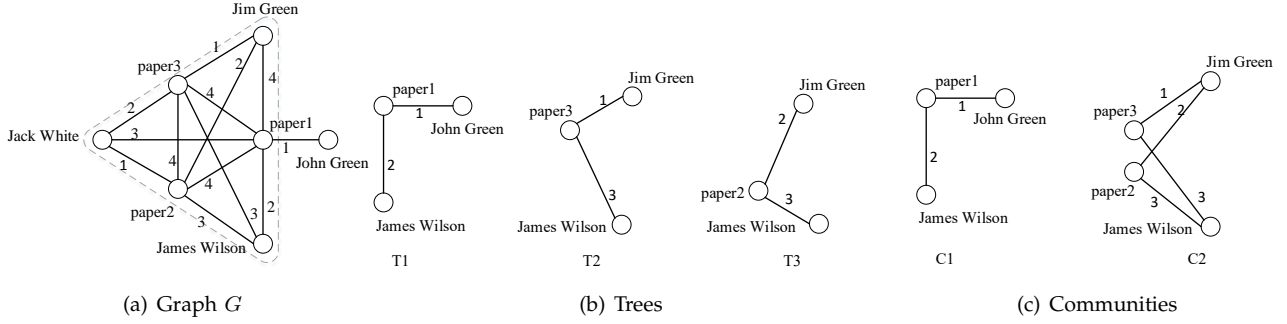 Jim Green
1
2
paper3
4
4
2
Jack White
3
paper1
1
John Green
1
4
4
paper2
3
3
2
James Wilson
paper1
1
John Green
2
James Wilson
T1
Jim Green
1
paper3
3
James Wilson
T2
Jim Green
2
paper2
3
James Wilson
T3
paper1
1
John Green
2
James Wilson
C1
Jim Green
1
2
paper3
paper2
3
3
James Wilson
C2
(a) Graph G
(b) Trees
(c) Communities